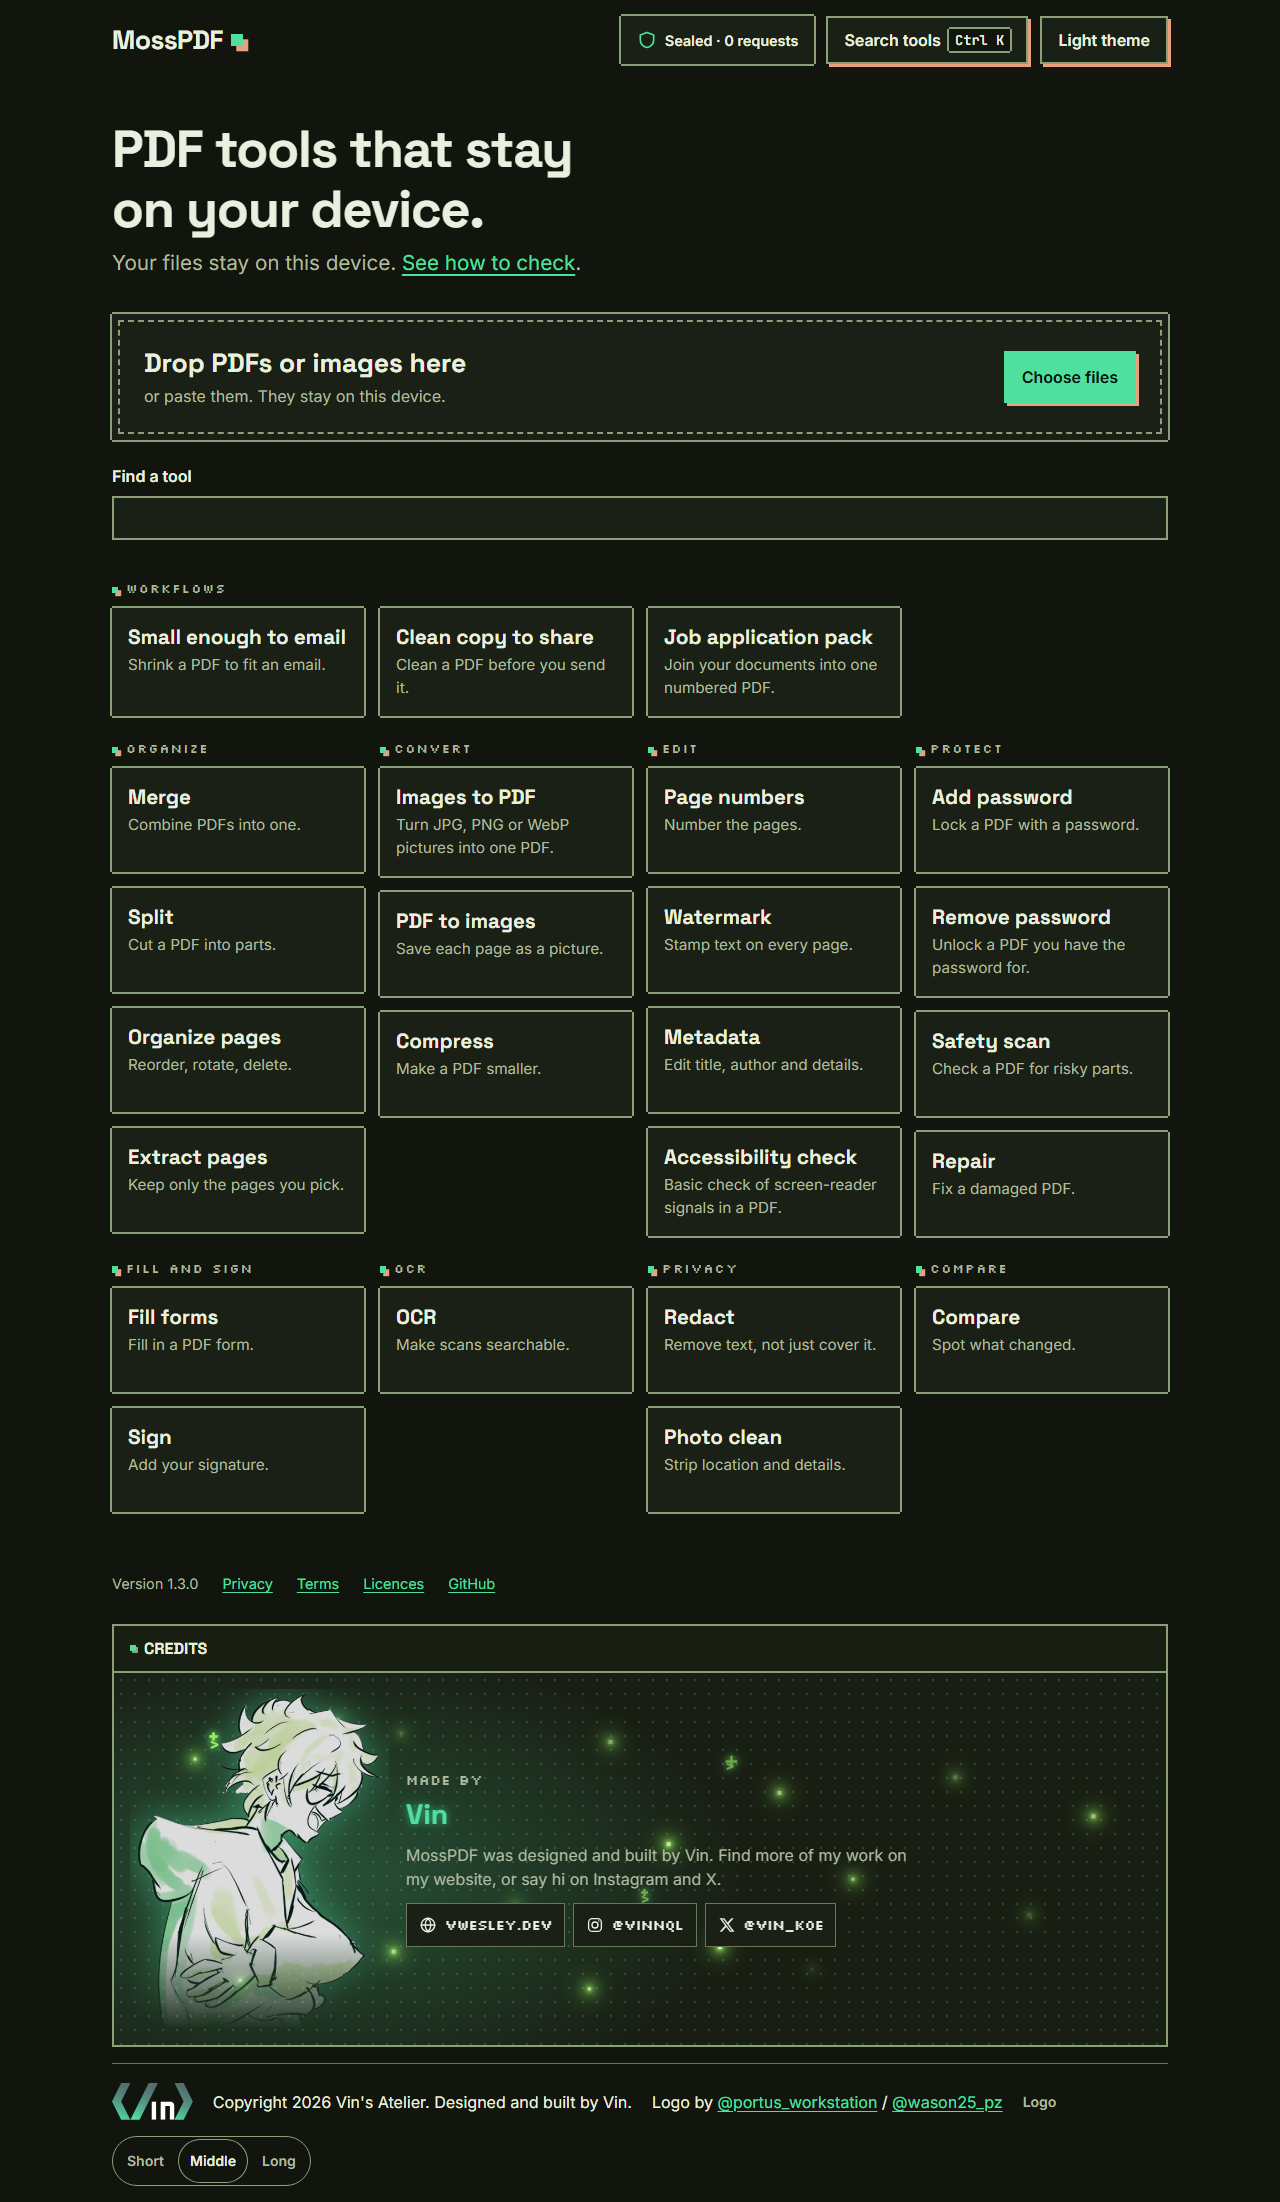 MossPDF
Sealed · 0 requests
Search tools Ctrl K
Light theme
PDF tools that stay
on your device.
Your files stay on this device. See how to check.
Drop PDFs or images here
or paste them. They stay on this device.
Choose files
Find a tool
WORKFLOWS
Small enough to email
Shrink a PDF to fit an email.
Clean copy to share
Clean a PDF before you send
it.
Job application pack
Join your documents into one
numbered PDF.
ORGANIZE
Merge
Combine PDFs into one.
Split
Cut a PDF into parts.
Organize pages
Reorder, rotate, delete.
Extract pages
Keep only the pages you pick.
CONVERT
Images to PDF
Turn JPG, PNG or WebP
pictures into one PDF.
PDF to images
Save each page as a picture.
Compress
Make a PDF smaller.
EDIT
Page numbers
Number the pages.
Watermark
Stamp text on every page.
Metadata
Edit title, author and details.
Accessibility check
Basic check of screen-reader
signals in a PDF.
PROTECT
Add password
Lock a PDF with a password.
Remove password
Unlock a PDF you have the
password for.
Safety scan
Check a PDF for risky parts.
Repair
Fix a damaged PDF.
FILL AND SIGN
Fill forms
Fill in a PDF form.
Sign
Add your signature.
OCR
OCR
Make scans searchable.
PRIVACY
Redact
Remove text, not just cover it.
Photo clean
Strip location and details.
COMPARE
Compare
Spot what changed.
Version 1.3.0 Privacy Terms Licences GitHub
CREDITS
MADE BY
Vin
MossPDF was designed and built by Vin. Find more of my work on
my website, or say hi on Instagram and X.
VWESLEY.DEV
@VINNQL
@VIN_KOE
Vin
Copyright 2026 Vin's Atelier. Designed and built by Vin.
Logo by @portus_workstation / @wason25_pz
Logo
Short Middle Long